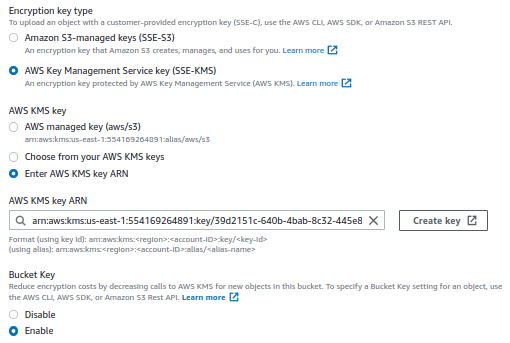 Encryption key type
To upload an object with a customer-provided encryption key (SSE-C), use the AWS CLI, AWS SDK, or Amazon S3 REST API.
Amazon S3-managed keys (SSE-S3)
An encryption key that Amazon S3 creates, manages, and uses for you. Learn more
AWS Key Management Service key (SSE-KMS)
An encryption key protected by AWS Key Management Service (AWS KMS). Learn more
AWS KMS key
AWS managed key (aws/s3)
arn:aws:kms:us-east-1:554169264891:alias/aws/s3
Choose from your AWS KMS keys
Enter AWS KMS key ARN
AWS KMS key ARN
arn:aws:kms:us-east-1:554169264891:key/39d2151c-640b-4bab-8c32-445e8
Create key
Format (using key id): arn:aws:kms:<region>:<account-ID>:key/<key-id>
(using alias): arn:aws:kms:<region>:<account-ID>:alias/<alias-name>
Bucket Key
Reduce encryption costs by decreasing calls to AWS KMS for new objects in this bucket. To specify a Bucket Key setting for an object, use
the AWS CLI, AWS SDK, or Amazon S3 Rest API. Learn more
Disable
Enable